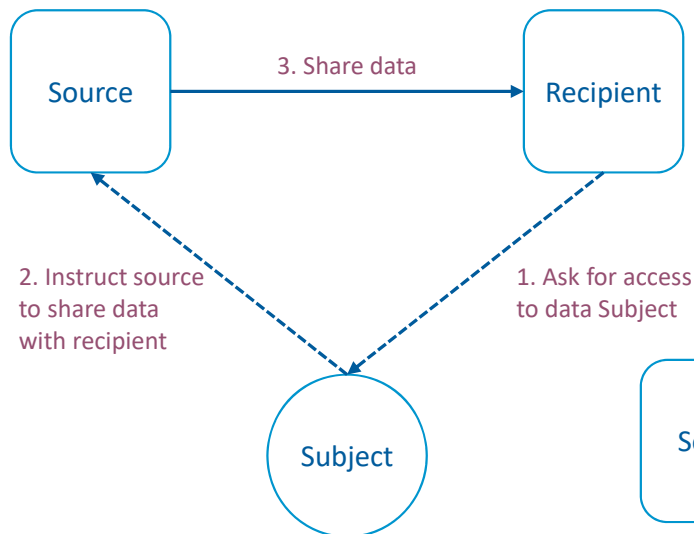 3. Share data
Source
Recipient
2. Instruct source
to share data
with recipient
1. Ask for access
to data Subject
Subject